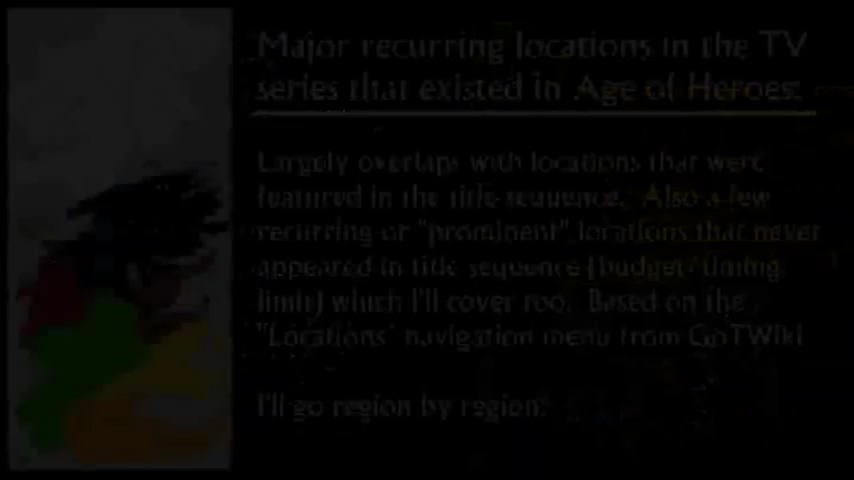 Major recurring locations in the TV
series that existed in Age of Heroes:
Largely overlaps with locations that were
featured in the title sequence. Also a few
recurring or "prominent" locations that never
appeared in title sequence (budget/timing
limit) which I'll cover too. Based on the
"Locations" navigation menu from GoTWiki
I'll go region by region: